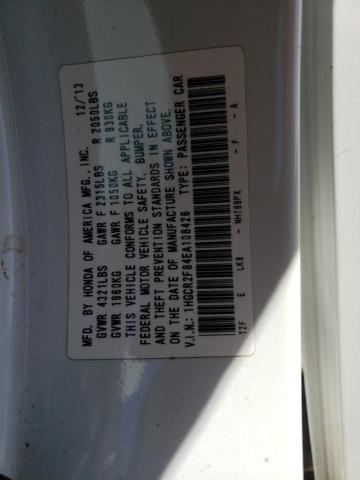 MFD. BY HONDA OF AMERICA MFG., INC. 12/13
GVWR 4321LBS GAWR F 2315LBS R 2050LBS
GVWR 1960KG GAWR F 1050KG R 930KG
THIS VEHICLE CONFORMS TO ALL APPLICABLE
FEDERAL MOTOR VEHICLE SAFETY, BUMPER,
AND THEFT PREVENTION STANDARDS IN EFFECT
ON THE DATE OF MANUFACTURE SHOWN ABOVE.
V.I.N.: 1HGCR2F84EA108426 TYPE: PASSENGER CAR
T2F E LK8 NH788PX F A